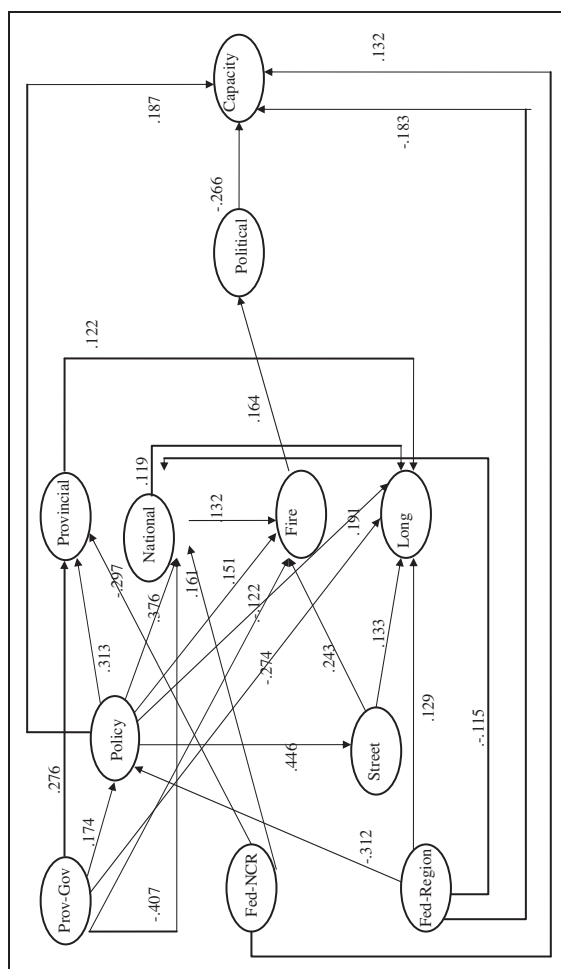 Prov-Gov
Fed-NCR
Fed-Region
Policy
Street
Provincial
National
Fire
Long
Political
Capacity
.276
.174
-.407
.313
-.297
.376
.161
.151
-.122
-.274
.191
.446
.243
.133
.129
-.312
.-.115
.119
.132
.122
.164
-.266
.187
.132
-.183